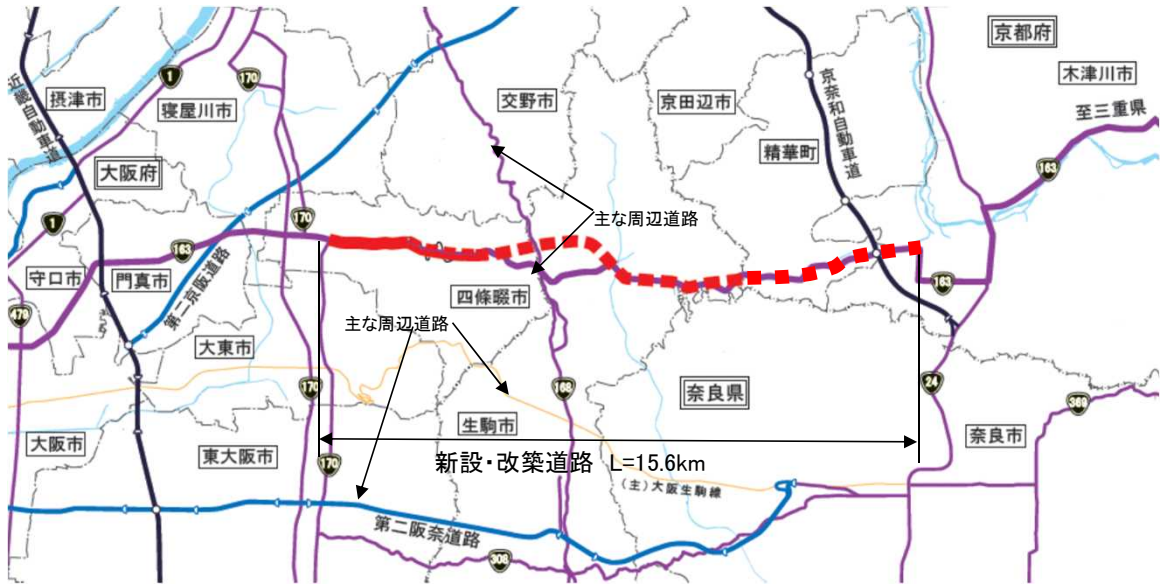 京都府
木津川市
至三重県
摂津市
寝屋川市
交野市
京田辺市
精華町
京奈和自動車道
近畿自動車道
1
170
163
大阪府
主な周辺道路
1
163
170
守口市
門真市
第二京阪道路
四條畷市
163
479
大東市
主な周辺道路
170
168
奈良県
24
369
大阪市
東大阪市
生駒市
奈良市
170
新設・改築道路 L=15.6km
(主)大阪生駒線
第二阪奈道路
308